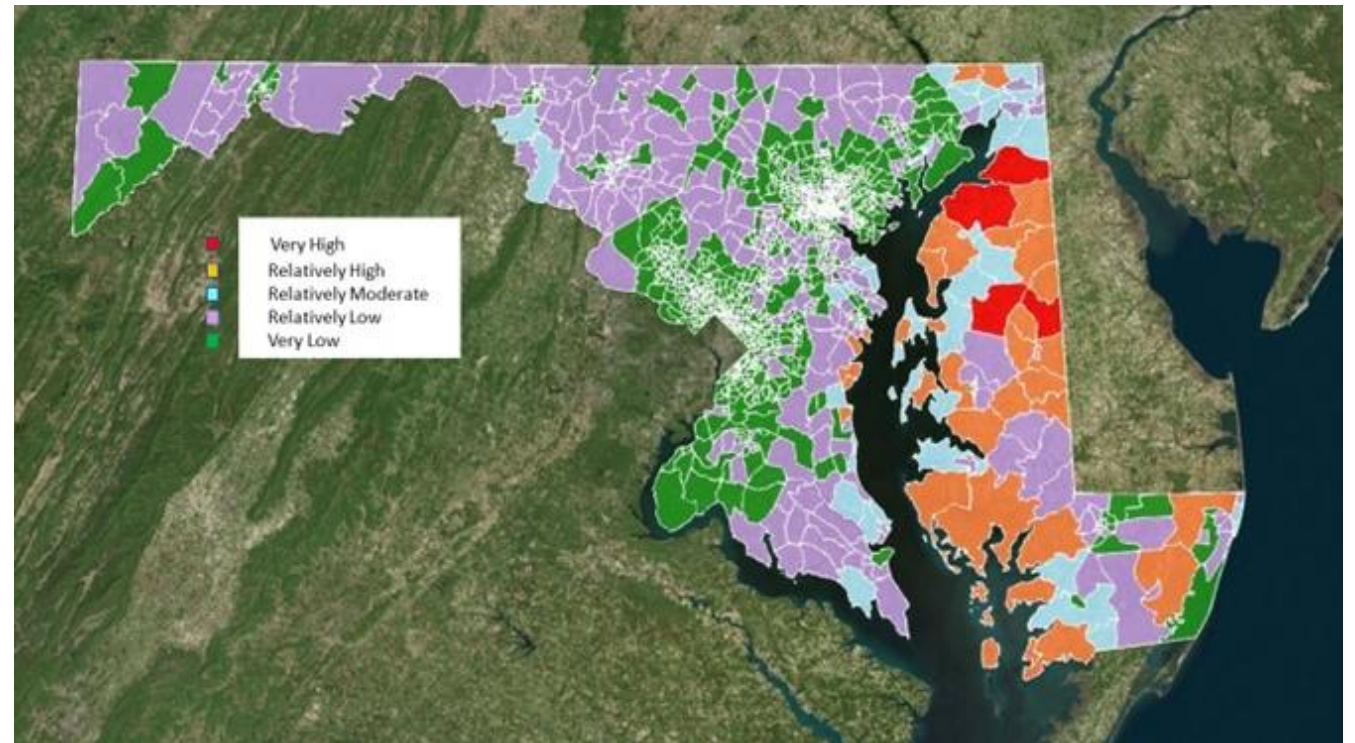 Very High
Relatively High
Relatively Moderate
Relatively Low
Very Low